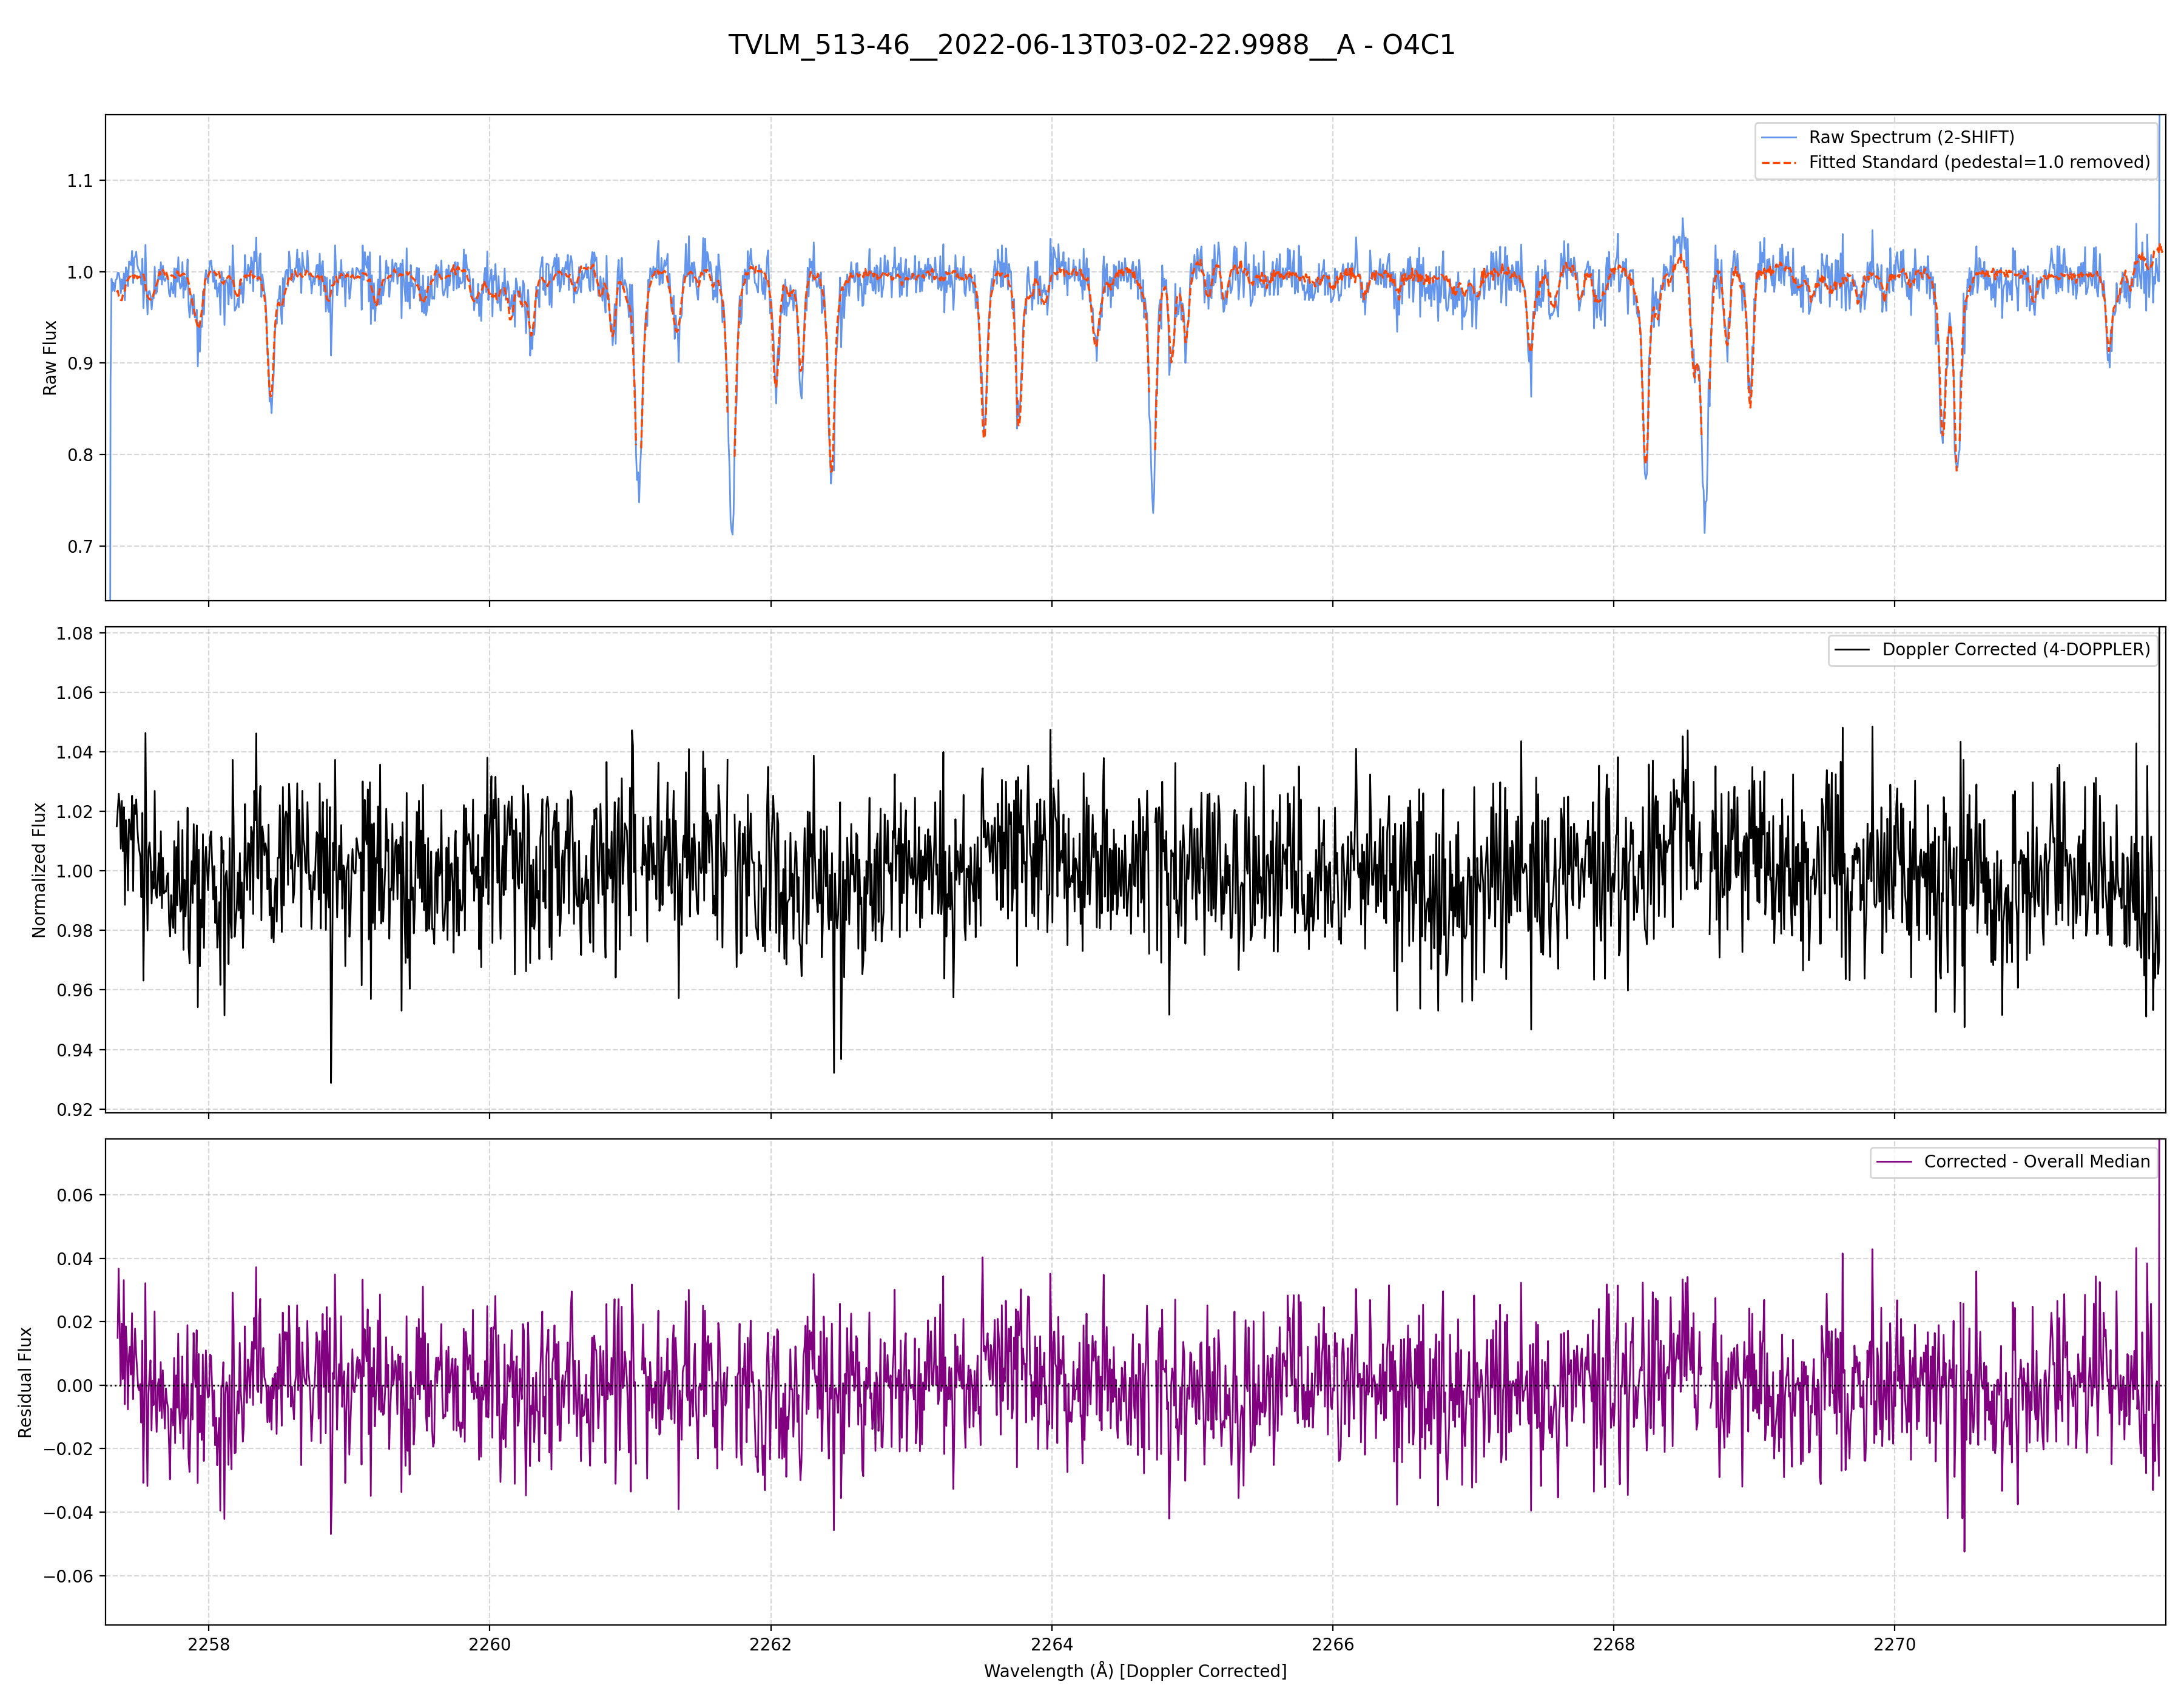 TVLM_513-46__2022-06-13T03-02-22.9988__A - O4C1
Raw Spectrum (2-SHIFT)
Fitted Standard (pedestal=1.0 removed)
1.1
1.0
0.9
0.8
0.7
Raw Flux
Doppler Corrected (4-DOPPLER)
1.08
1.06
1.04
1.02
1.00
0.98
0.96
0.94
0.92
Normalized Flux
Corrected - Overall Median
0.06
0.04
0.02
0.00
−0.02
−0.04
−0.06
Residual Flux
2258 2260 2262 2264 2266 2268 2270
Wavelength (Å) [Doppler Corrected]